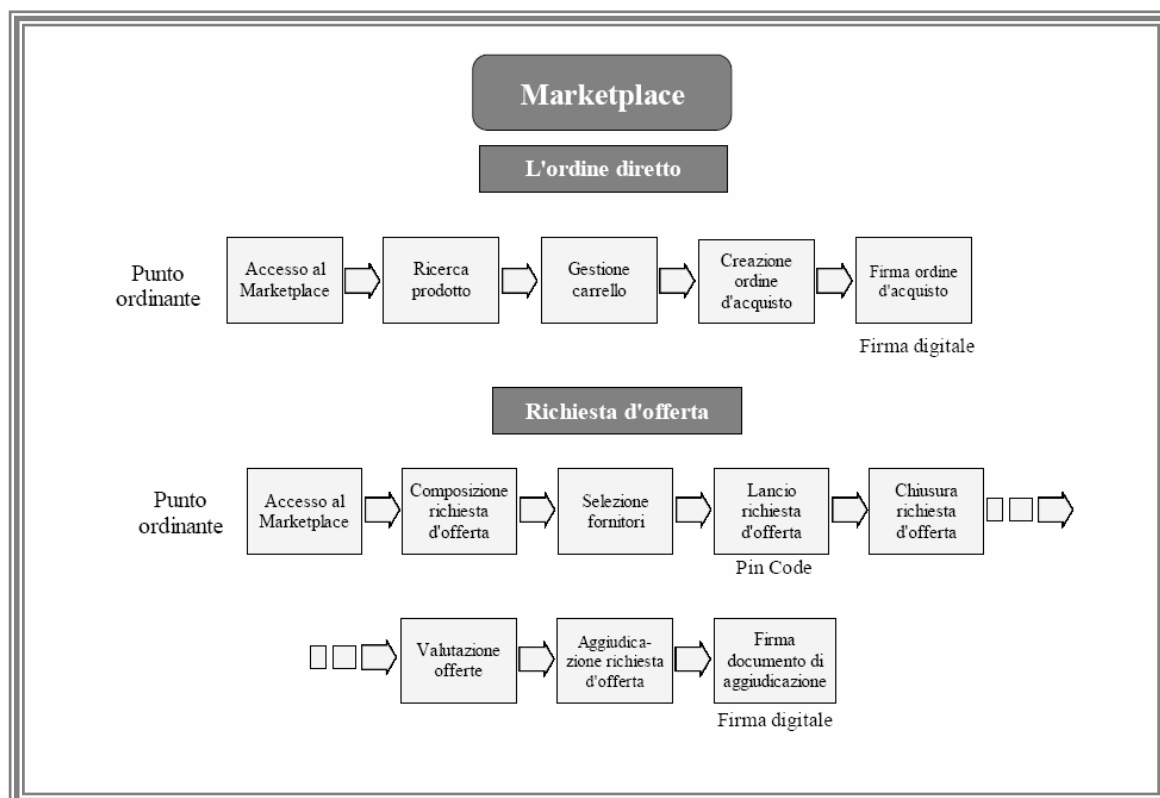 Marketplace
L'ordine diretto
Punto
ordinante
Accesso al
Marketplace
Ricerca
prodotto
Gestione
carrello
Creazione
ordine
d'acquisto
Firma ordine
d'acquisto
Firma digitale
Richiesta d'offerta
Punto
ordinante
Accesso al
Marketplace
Composizione
richiesta
d'offerta
Selezione
fornitori
Lancio
richiesta
d'offerta
Pin Code
Chiusura
richiesta
d'offerta
Valutazione
offerte
Aggiudica-
zione richiesta
d'offerta
Firma
documento di
aggiudicazione
Firma digitale